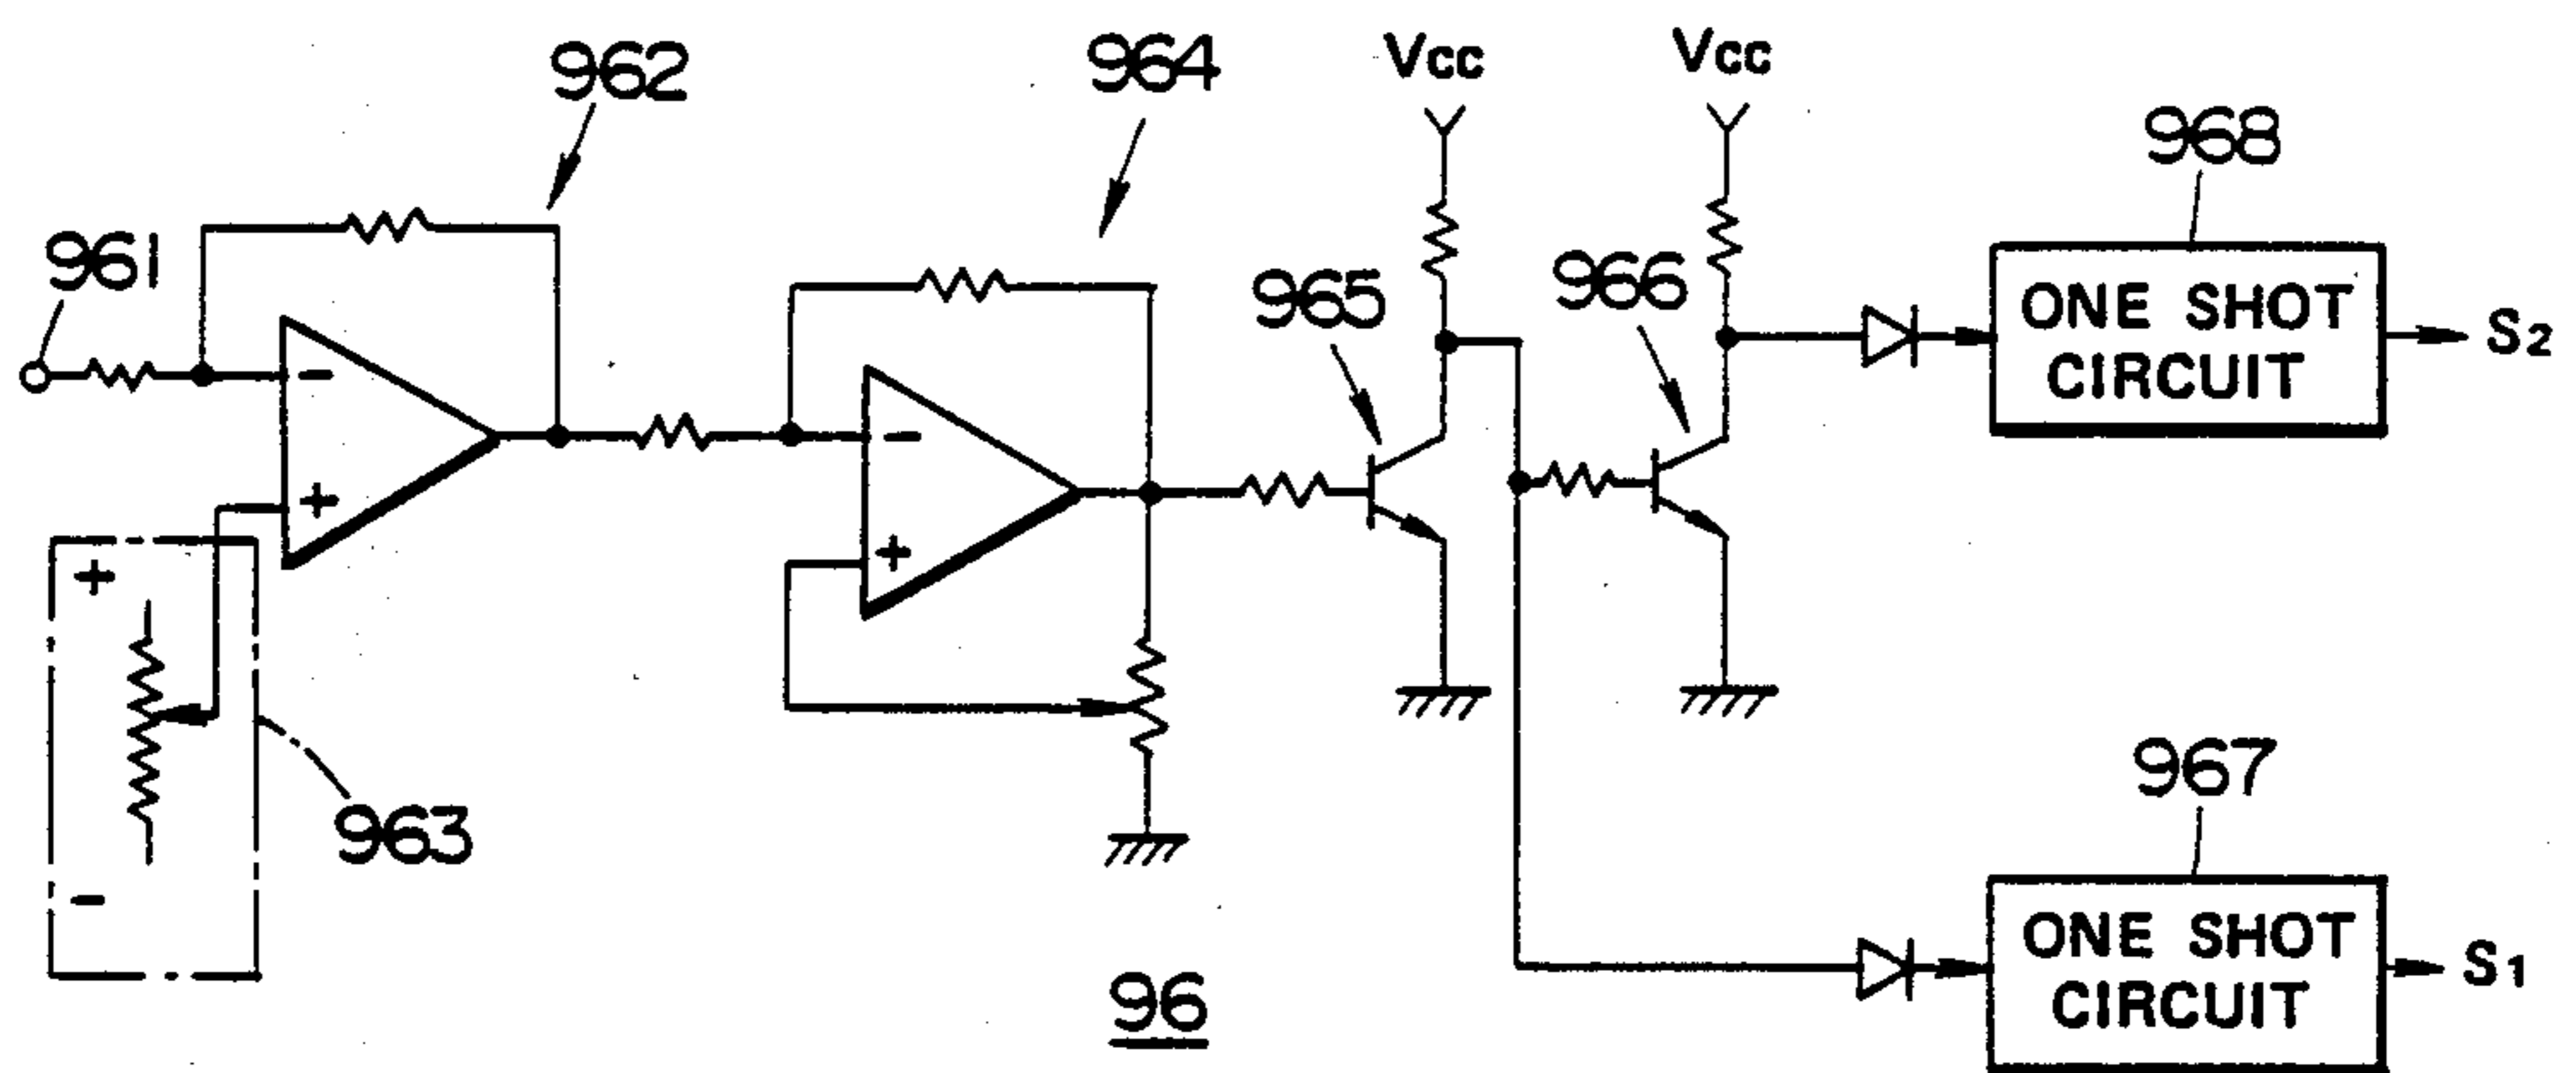 962
964
Vcc
Vcc
968
961
965
966
ONE SHOT
CIRCUIT
S2
-
-
+
+
+
963
-
967
ONE SHOT
CIRCUIT
S1
96